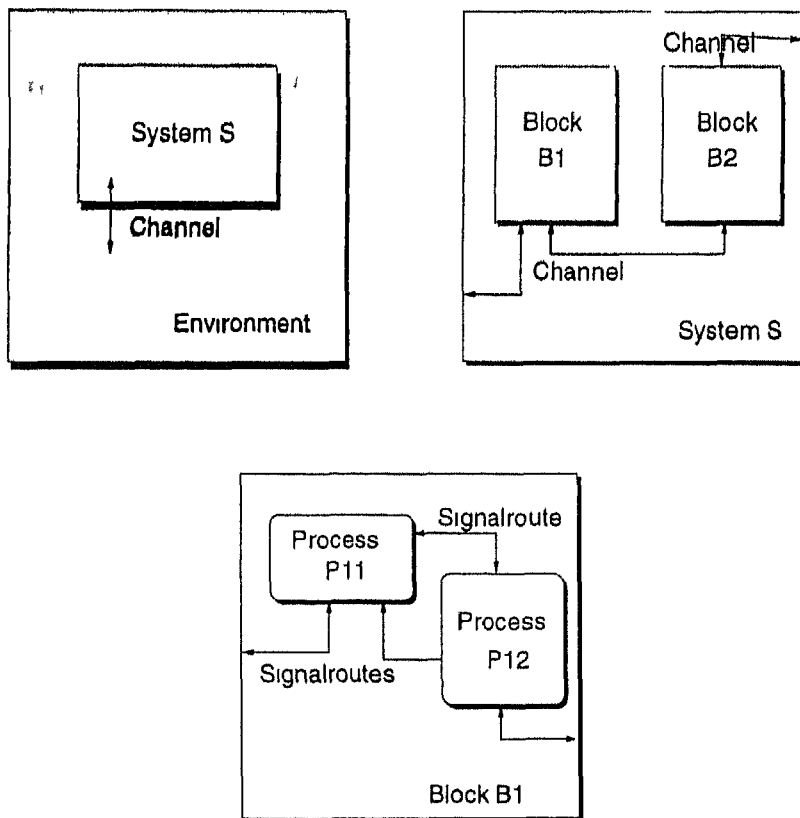 System S
Channel
Environment
Channel
Block
B1
Block
B2
Channel
System S
Signalroute
Process
P11
Process
P12
Signalroutes
Block B1